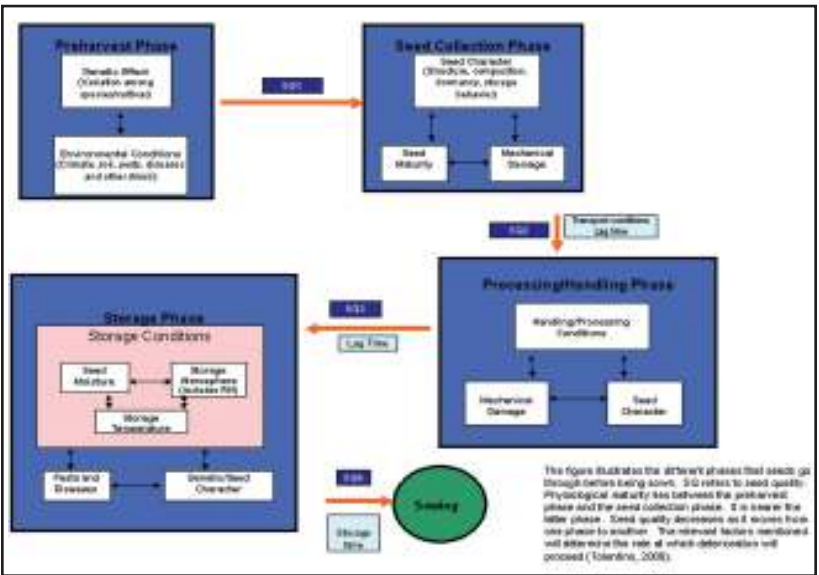 Preharvest Phase
Genetic Effect
(Variation among
species/cultivar)
Environmental Conditions
(Climate, soil, pests, diseases
and other stress)
SQ1
Seed Collection Phase
Seed Character
(Structure, composition,
dormancy, storage
behavior)
Seed
Maturity
Mechanical
Damage
SQ2
Transport conditions
Lag time
Processing/Handling Phase
Handling/Processing
Conditions
Mechanical
Damage
Seed
Character
SQ3
Lag Time
Storage Phase
Storage Conditions
Seed
Moisture
Storage
Atmosphere
Storage
Temperature
Pests and
Diseases
Genetic/Seed
Character
SQ4
Storage
time
Sowing
The figure illustrates the different phases that seeds go
through before being sown. SQ refers to seed quality.
Physiological maturity lies between the preharvest
phase and the seed collection phase. It is nearer the
latter phase. Seed quality decreases as it moves from
one phase to another. The relevant factors mentioned
will determine the rate at which deterioration will
proceed (Tolentino,